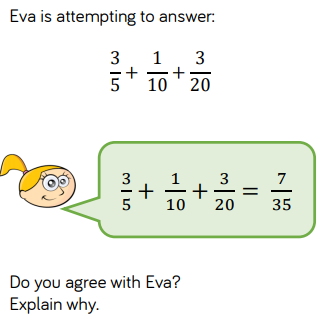 Eva is attempting to answer:
3/5 + 1/10 + 3/20
3/5 + 1/10 + 3/20 = 7/35
Do you agree with Eva?
Explain why.